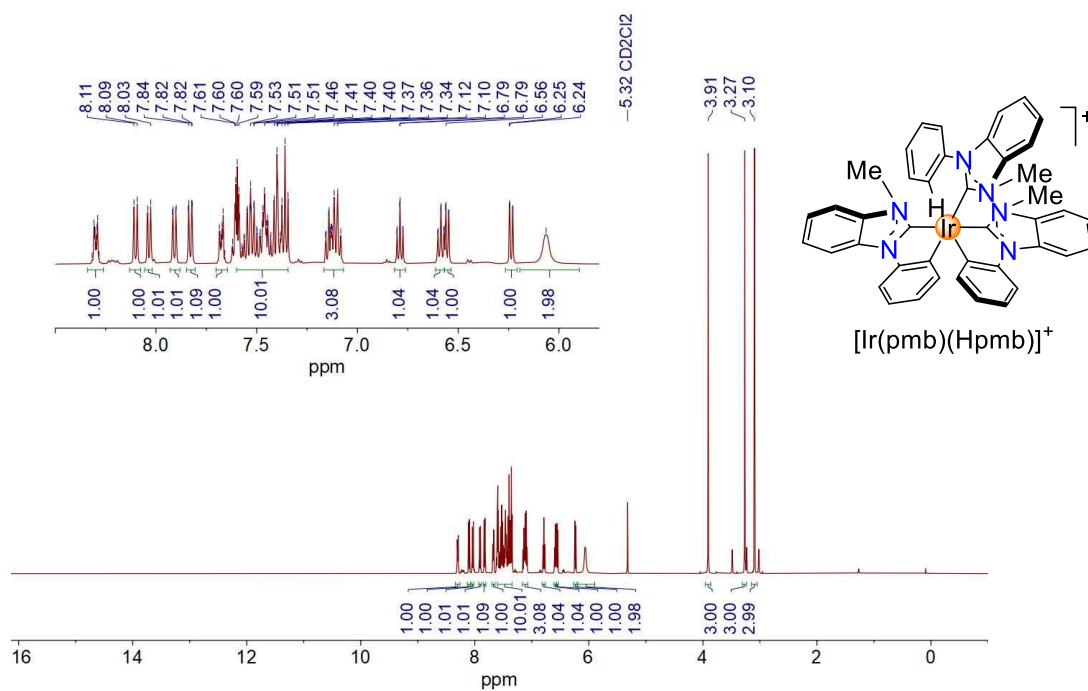 8.11 8.09 8.03 7.84 7.82 7.82 7.61 7.60 7.60 7.59 7.53 7.51 7.51 7.46 7.41 7.40 7.40 7.37 7.36 7.34 7.12 7.10 6.79 6.79 6.56 6.25 6.24
5.32 CD2Cl2
3.91 3.27 3.10
1.00 1.00 1.01 1.01 1.09 1.00 10.01 3.08 1.04 1.04 1.00 1.00 1.98
8.0 7.5 7.0 6.5 6.0
ppm
+
N
Me
N
Me
Me
N
N
H
N
Ir
N
[Ir(pmb)(Hpmb)]+
1.00 1.00 1.01 1.01 1.09 1.00 10.01 3.08 1.04 1.04 1.00 1.00 1.98
3.00 3.00 2.99
16 14 12 10 8 6 4 2 0
ppm